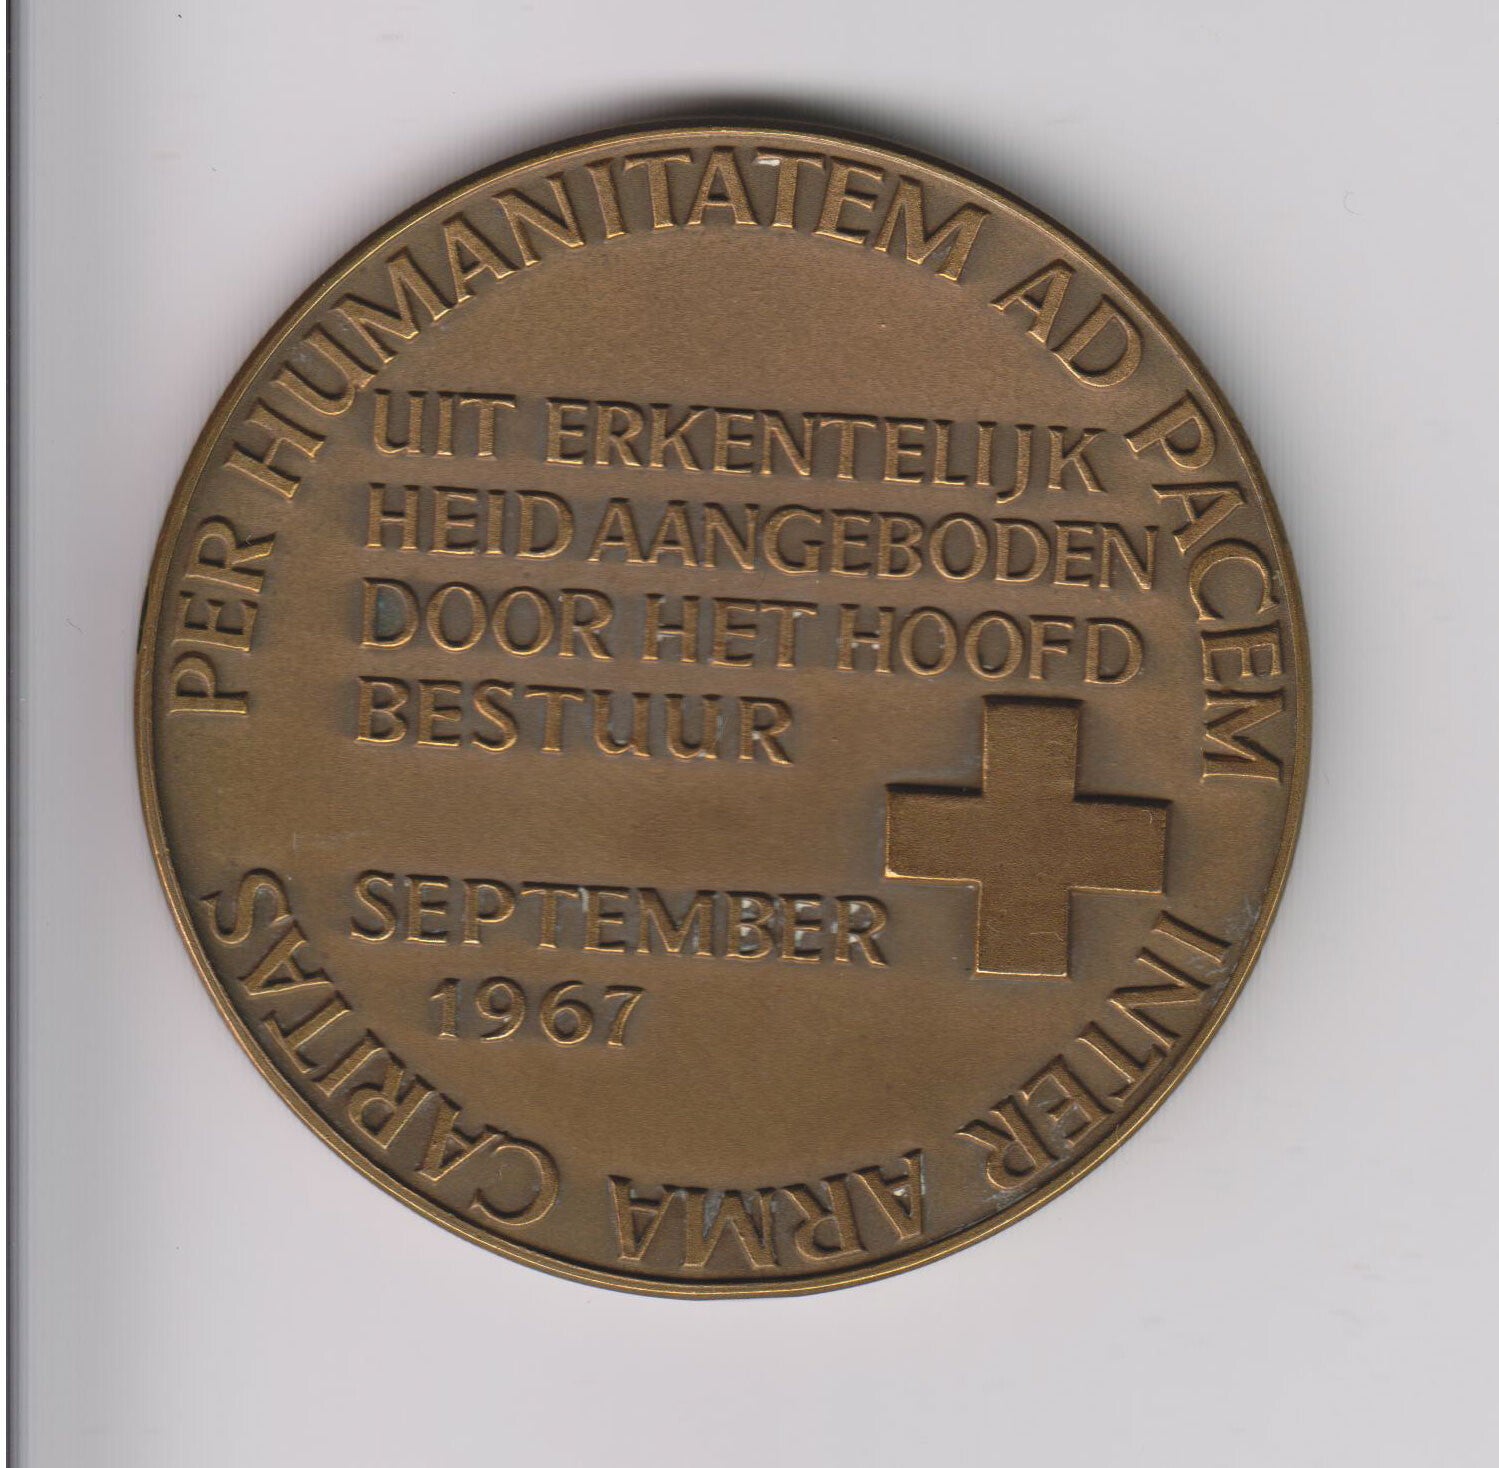 PER HUMANITATEM AD PACEM
UIT ERKENTELIJK
HEID AANGEBODEN
DOOR HET HOOFD
BESTUUR
SEPTEMBER
1967
INTER ARMA CARITAS